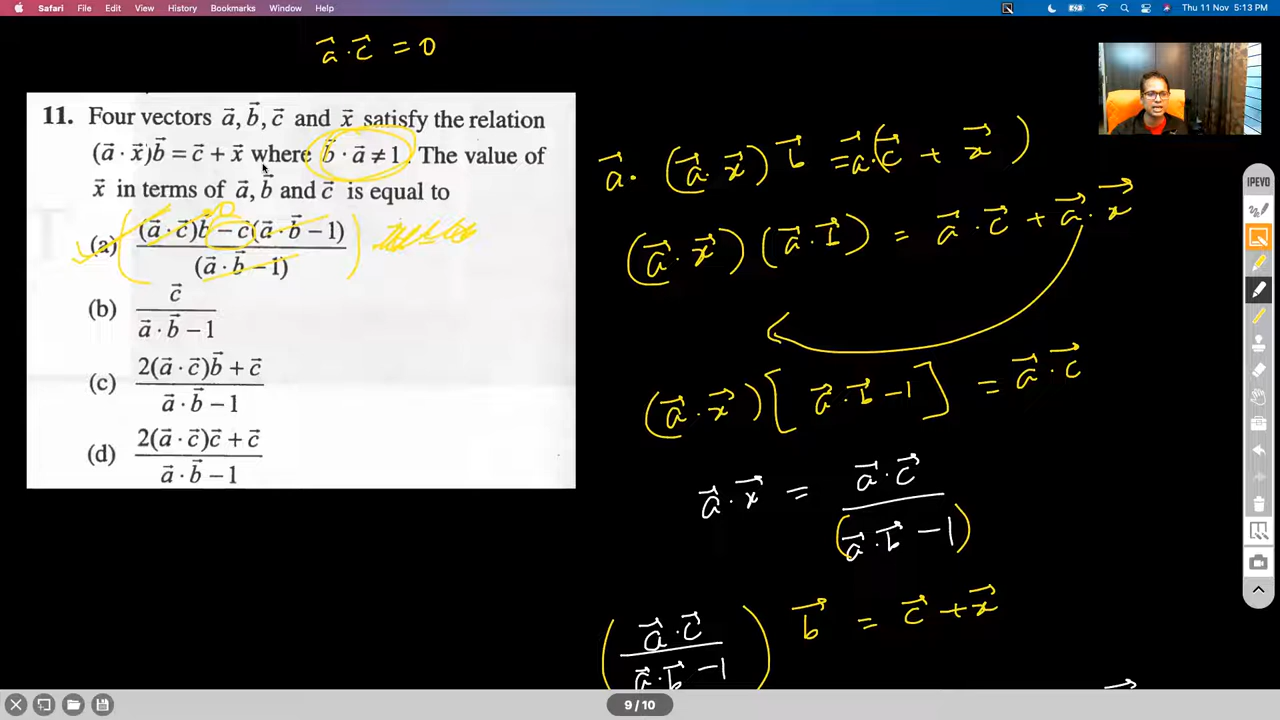 Safari File Edit View History Bookmarks Window Help Thu 11 Nov 5:13 PM
a⃗ · c⃗ = 0
11. Four vectors a⃗, b⃗, c⃗ and x⃗ satisfy the relation
(a⃗ · x⃗)b⃗ = c⃗ + x⃗ where b⃗ · a⃗ ≠ 1. The value of
x⃗ in terms of a⃗, b⃗ and c⃗ is equal to
(a) ((a⃗ · c⃗)b⃗ – c⃗(a⃗ · b⃗ – 1)) / (a⃗ · b⃗ – 1)
(b) c⃗ / (a⃗ · b⃗ – 1)
(c) (2(a⃗ · c⃗)b⃗ + c⃗) / (a⃗ · b⃗ – 1)
(d) (2(a⃗ · c⃗)c⃗ + c⃗) / (a⃗ · b⃗ – 1)
a⃗ · (a⃗ · x⃗) b⃗ = a⃗ · (c⃗ + x⃗)
(a⃗ · x⃗)(a⃗ · b⃗) = a⃗ · c⃗ + a⃗ · x⃗
(a⃗ · x⃗)[a⃗ · b⃗ – 1] = a⃗ · c⃗
a⃗ · x⃗ = a⃗ · c⃗ / (a⃗ · b⃗ – 1)
(a⃗ · c⃗ / a⃗ · b⃗ – 1) b⃗ = c⃗ + x⃗
IPEVO
9 / 10